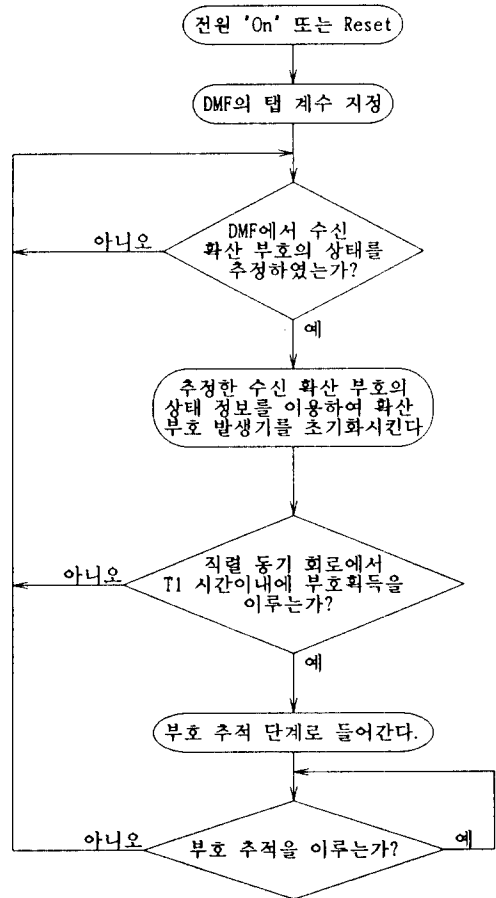 전원 'On' 또는 Reset
DMF의 탭 계수 지정
DMF에서 수신
확산 부호의 상태를
추정하였는가?
아니오
예
추정한 수신 확산 부호의
상태 정보를 이용하여 확산
부호 발생기를 초기화시킨다
직렬 동기 회로에서
T1 시간이내에 부호획득을
이루는가?
아니오
예
부호 추적 단계로 들어간다.
부호 추적을 이루는가?
아니오
예